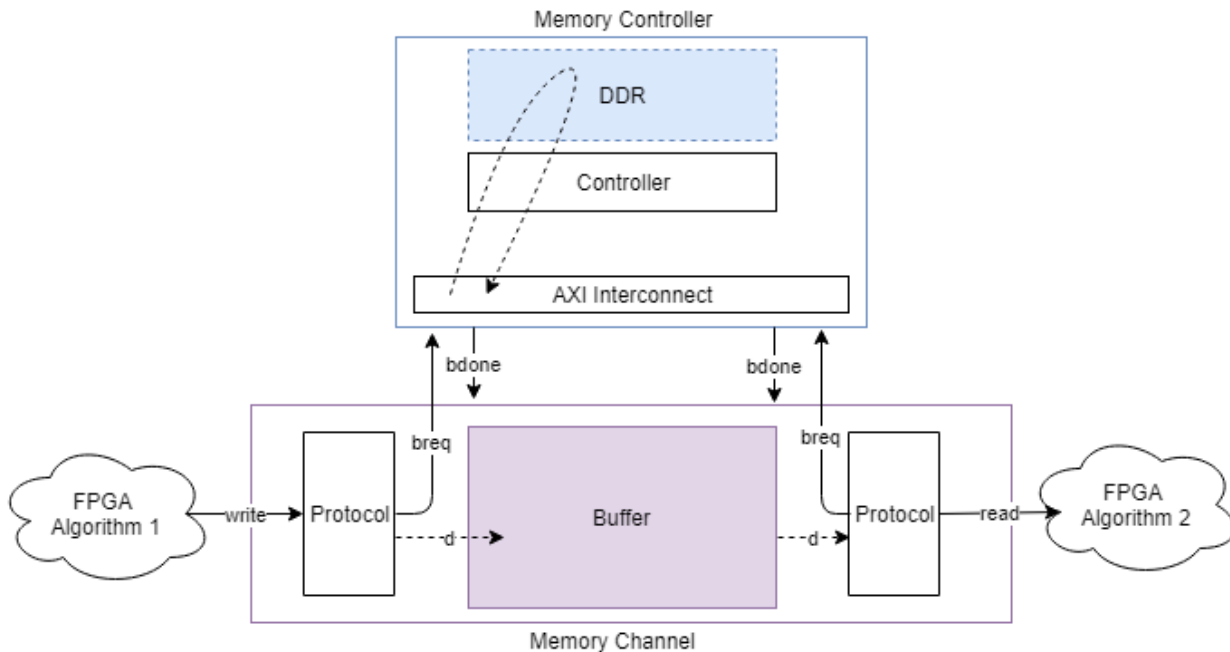 Memory Controller
DDR
Controller
AXI Interconnect
bdone
bdone
breq
breq
FPGA
Algorithm 1
write
Protocol
d
Buffer
d
Protocol
read
FPGA
Algorithm 2
Memory Channel